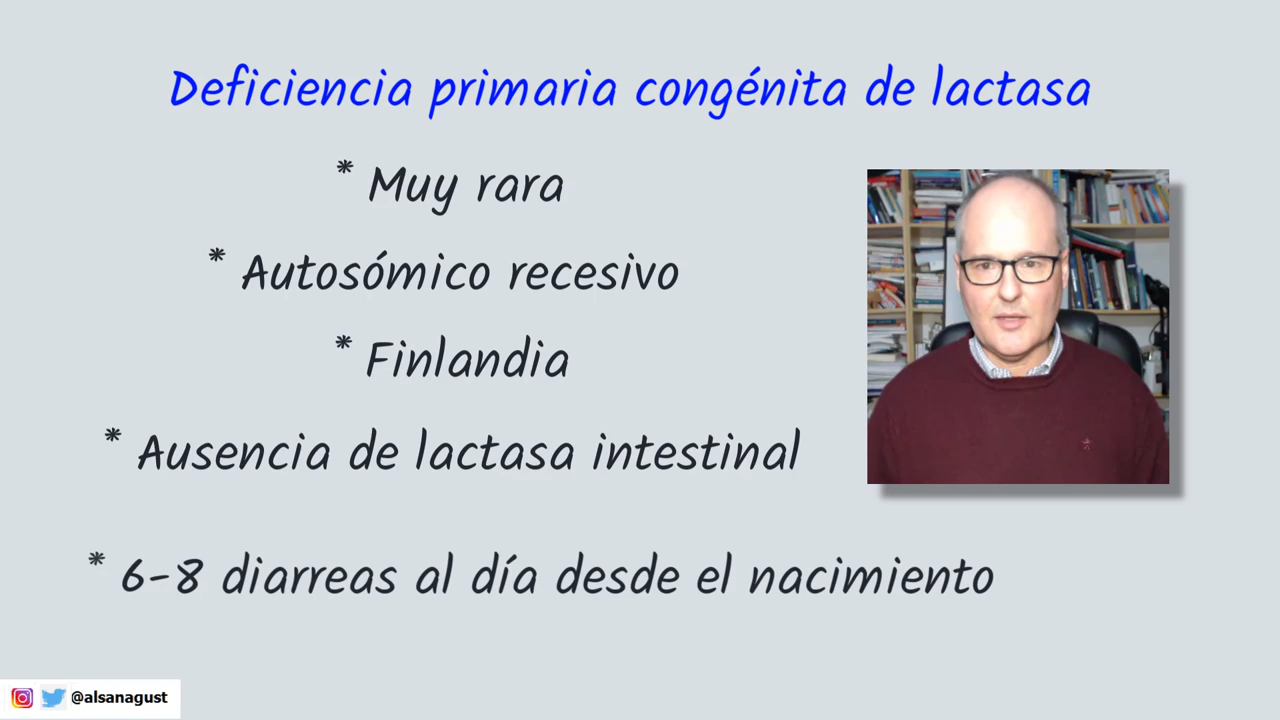 Deficiencia primaria congénita de lactasa
* Muy rara
* Autosómico recesivo
* Finlandia
* Ausencia de lactasa intestinal
* 6-8 diarreas al día desde el nacimiento
@alsanagust